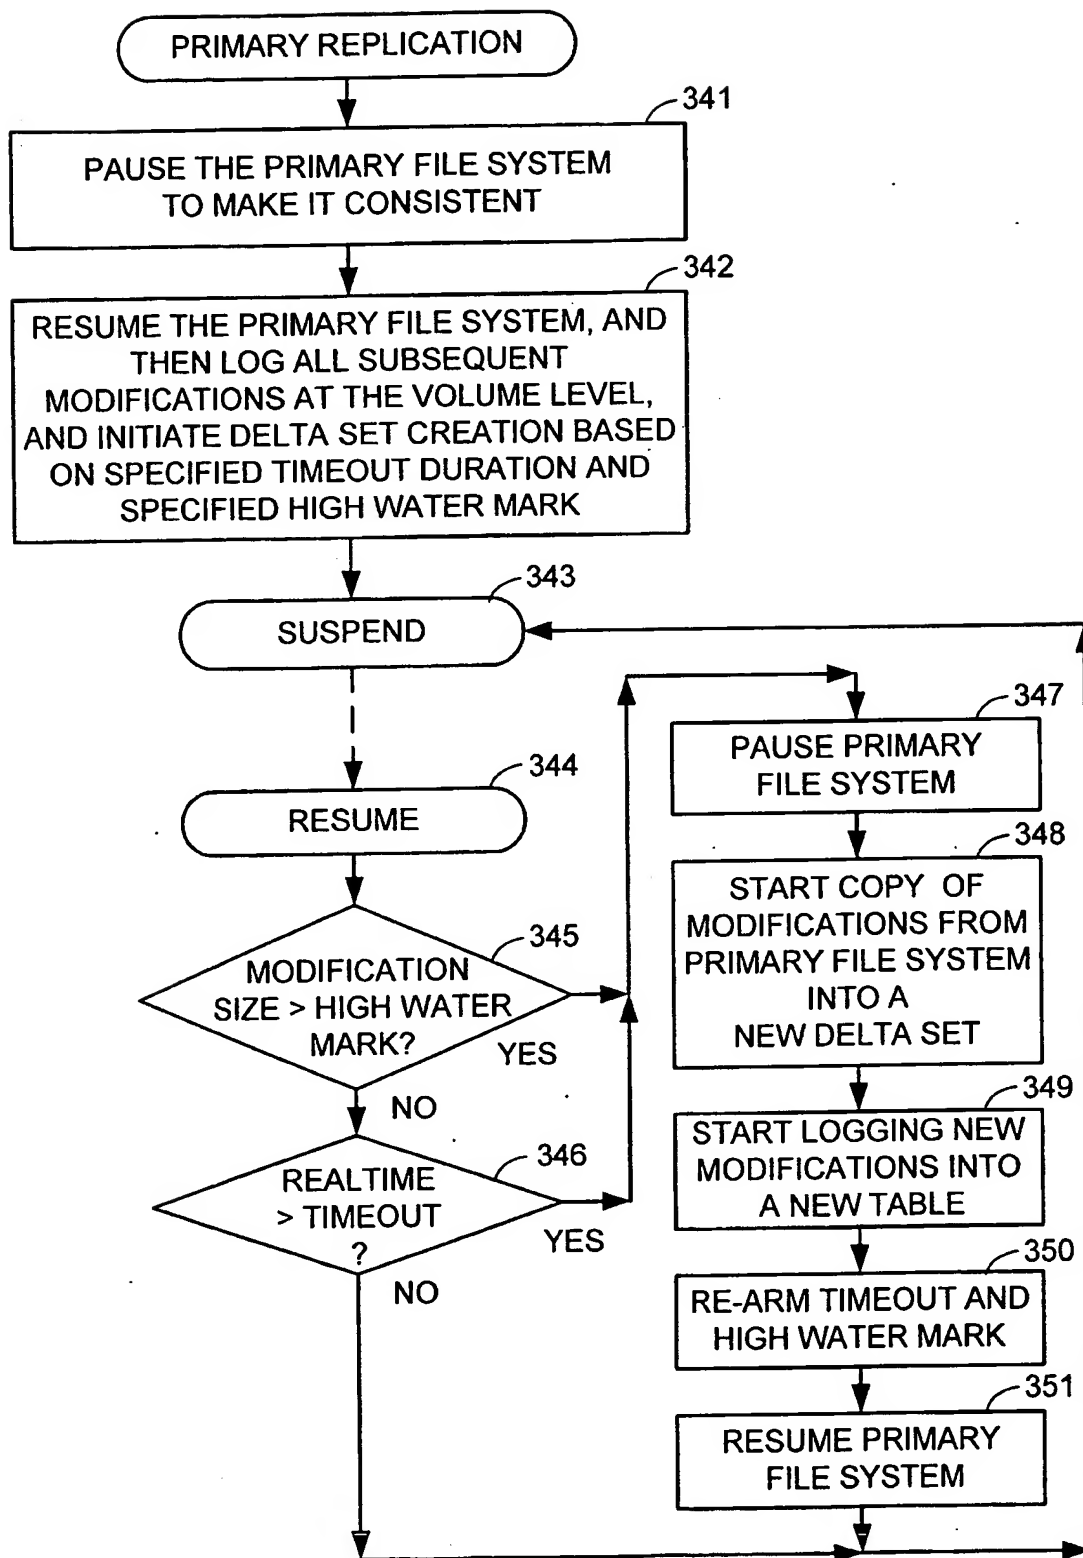 PRIMARY REPLICATION
341
PAUSE THE PRIMARY FILE SYSTEM
TO MAKE IT CONSISTENT
342
RESUME THE PRIMARY FILE SYSTEM, AND
THEN LOG ALL SUBSEQUENT
MODIFICATIONS AT THE VOLUME LEVEL,
AND INITIATE DELTA SET CREATION BASED
ON SPECIFIED TIMEOUT DURATION AND
SPECIFIED HIGH WATER MARK
343
SUSPEND
344
RESUME
345
MODIFICATION
SIZE > HIGH WATER
MARK?
YES
NO
346
REALTIME
> TIMEOUT
?
YES
NO
347
PAUSE PRIMARY
FILE SYSTEM
348
START COPY OF
MODIFICATIONS FROM
PRIMARY FILE SYSTEM
INTO A
NEW DELTA SET
349
START LOGGING NEW
MODIFICATIONS INTO
A NEW TABLE
350
RE-ARM TIMEOUT AND
HIGH WATER MARK
351
RESUME PRIMARY
FILE SYSTEM